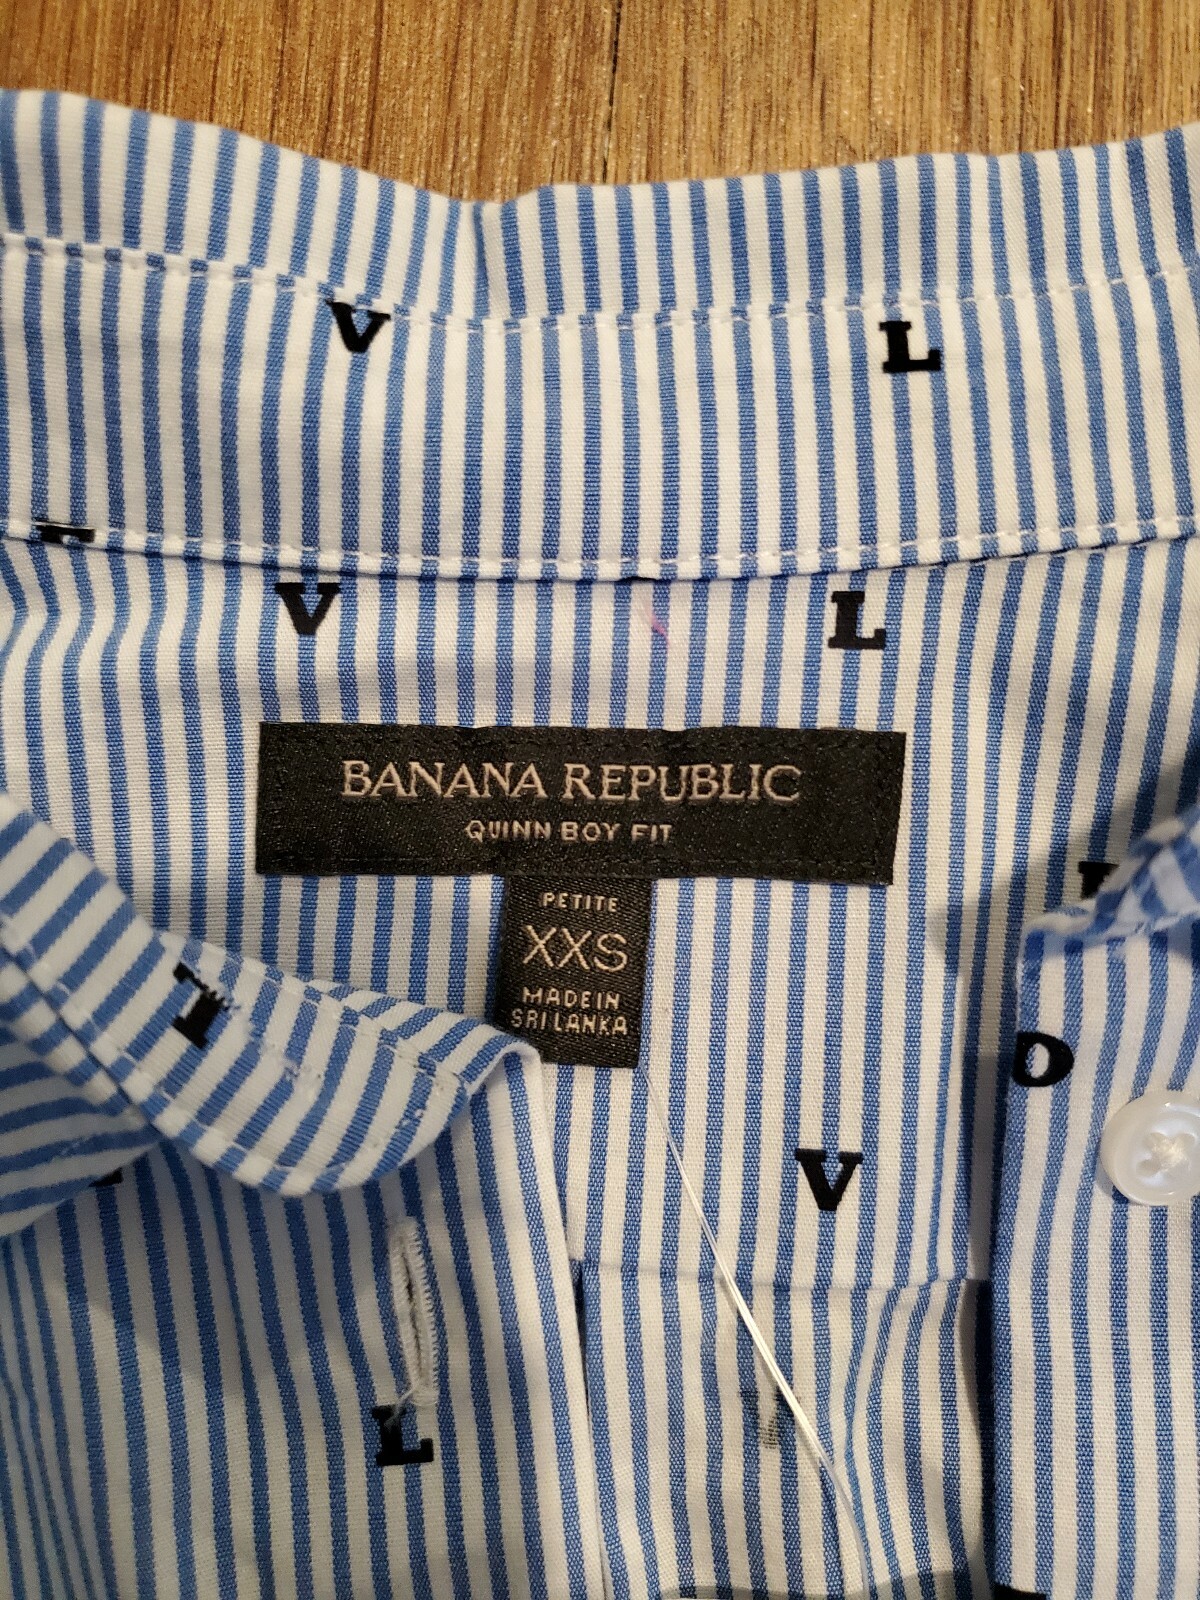 V L
V L
BANANA REPUBLIC
QUINN BOY FIT
PETITE
XXS
MADE IN
SRI LANKA
O
V
L